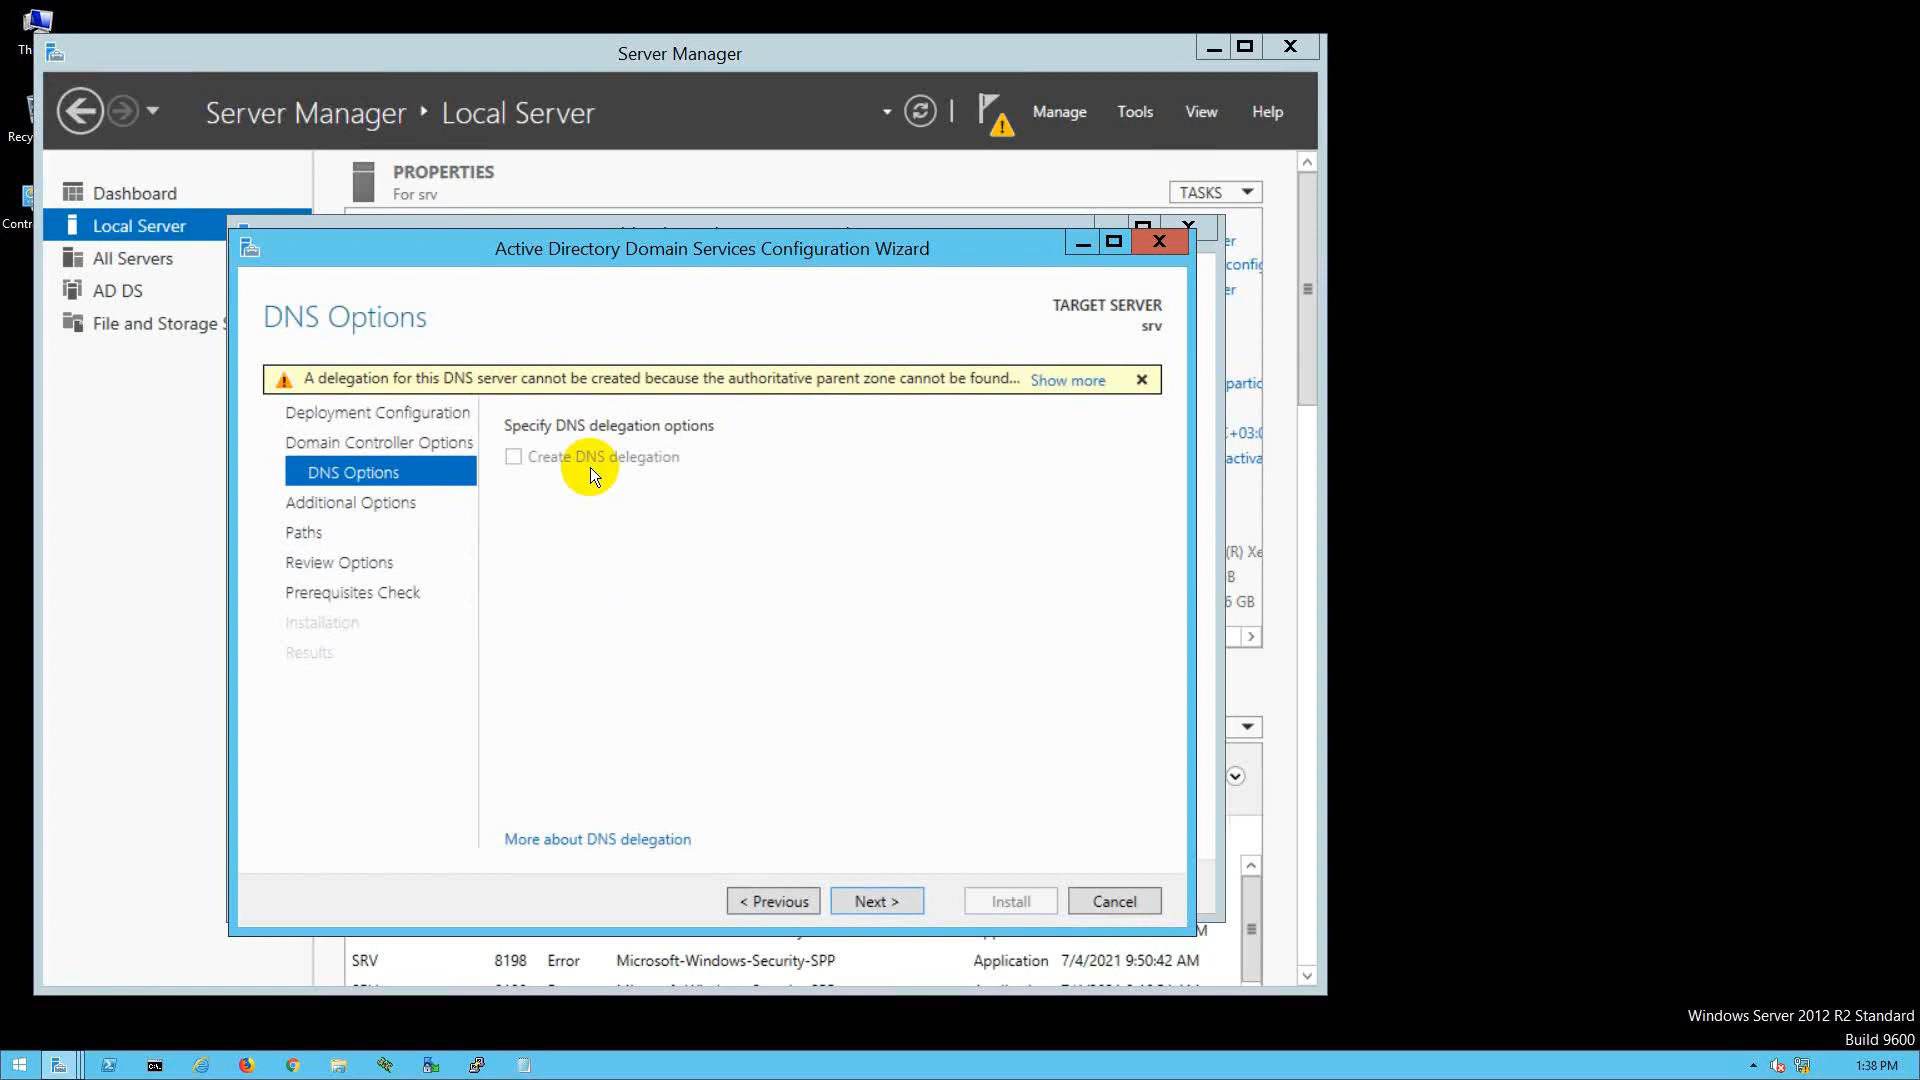 Server Manager
Server Manager
Local Server
Manage
Tools
View
Help
PROPERTIES
For srv
TASKS
Dashboard
Local Server
All Servers
AD DS
File and Storage
Active Directory Domain Services Configuration Wizard
DNS Options
TARGET SERVER
srv
A delegation for this DNS server cannot be created because the authoritative parent zone cannot be found...
Show more
Deployment Configuration
Domain Controller Options
DNS Options
Additional Options
Paths
Review Options
Prerequisites Check
Installation
Results
Specify DNS delegation options
Create DNS delegation
More about DNS delegation
< Previous
Next >
Install
Cancel
SRV 8198 Error Microsoft-Windows-Security-SPP Application 7/4/2021 9:50:42 AM
Windows Server 2012 R2 Standard
Build 9600
1:38 PM